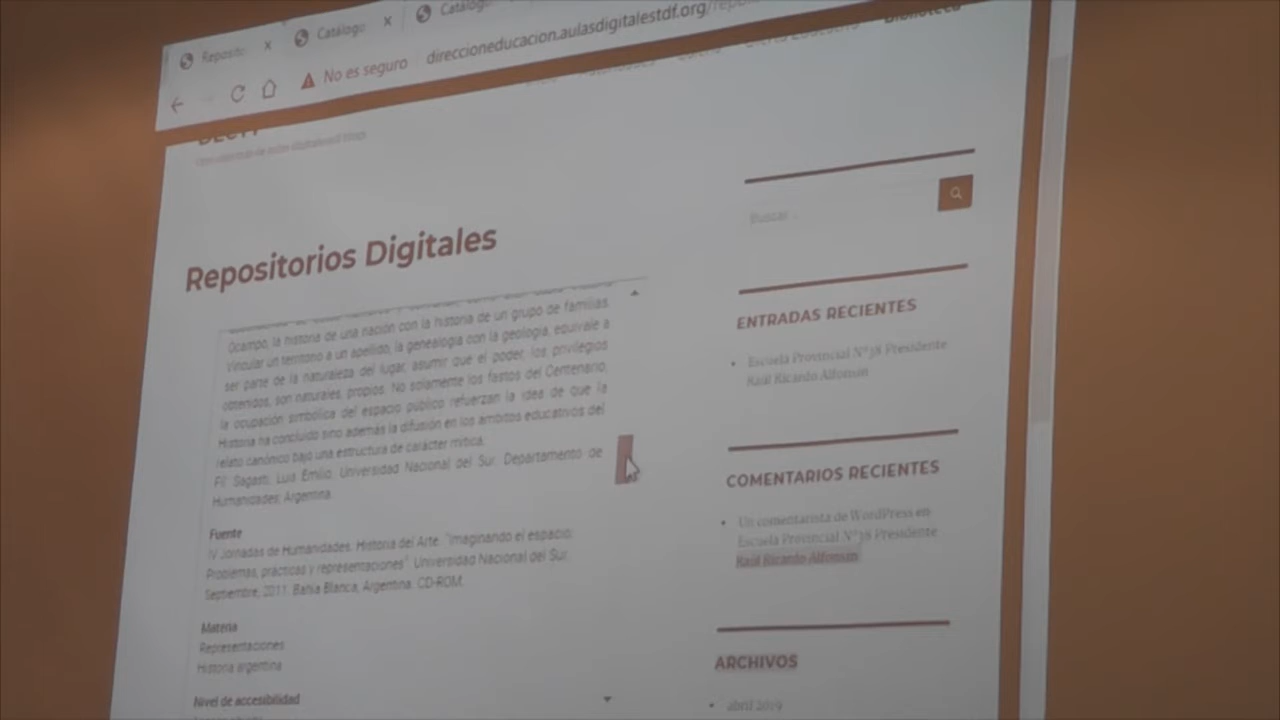 Reposito
Catálogo
Catálog
No es seguro
direccioneducacion.aulasdigitalestdf.org/repo
Biblioteca
Buscar ...
Repositorios Digitales
Ocampo, la historia de una nación con la historia de un grupo de familias.
Vincular un territorio a un apellido, la genealogía con la geología, equivale a
ser parte de la naturaleza del lugar, asumir que el poder, los privilegios
obtenidos, son naturales, propios. No solamente los fastos del Centenario,
la ocupación simbólica del espacio público refuerzan la idea de que la
Historia ha concluido sino además la difusión en los ámbitos educativos del
relato canónico bajo una estructura de carácter mítica.
Fil: Sagasti, Luis Emilio. Universidad Nacional del Sur. Departamento de
Humanidades; Argentina.
Fuente
IV Jornadas de Humanidades. Historia del Arte. "Imaginando el espacio:
Problemas, prácticas y representaciones". Universidad Nacional del Sur.
Septiembre, 2011. Bahía Blanca, Argentina. CD-ROM.
Materia
Representaciones
Historia argentina
Nivel de accesibilidad
ENTRADAS RECIENTES
Escuela Provincial N°38 Presidente
Raúl Ricardo Alfonsín
COMENTARIOS RECIENTES
Un comentarista de WordPress en
Escuela Provincial N°38 Presidente
Raúl Ricardo Alfonsín
ARCHIVOS
abril 2019